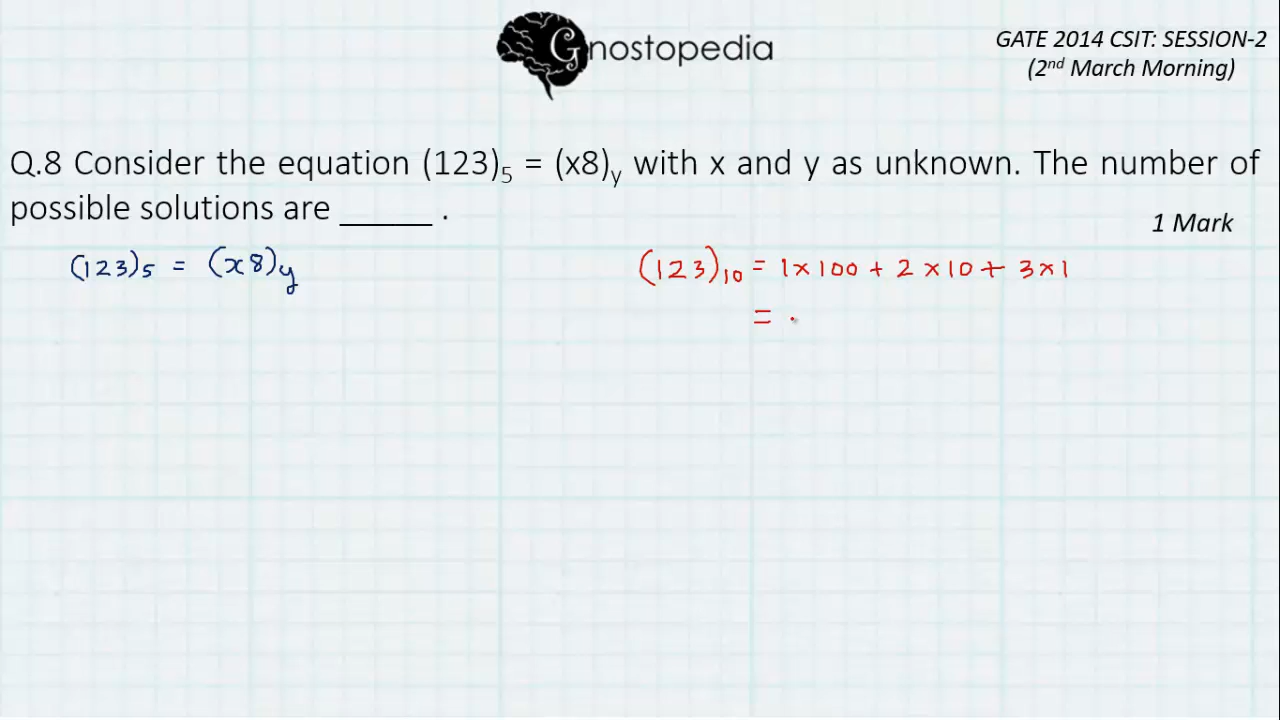 Gnostopedia
GATE 2014 CSIT: SESSION-2
(2nd March Morning)
Q.8 Consider the equation (123)5 = (x8)y with x and y as unknown. The number of
possible solutions are ______ .
1 Mark
(123)5 = (x8)y
(123)10 = 1×100 + 2×10 + 3×1
= .